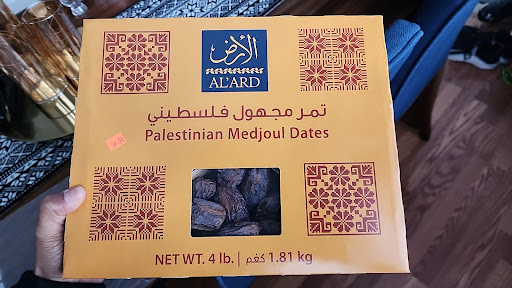 الأرض
AL'ARD
تمر مجهول فلسطيني
Palestinian Medjoul Dates
NET WT. 4 lb. | كغم 1.81 kg